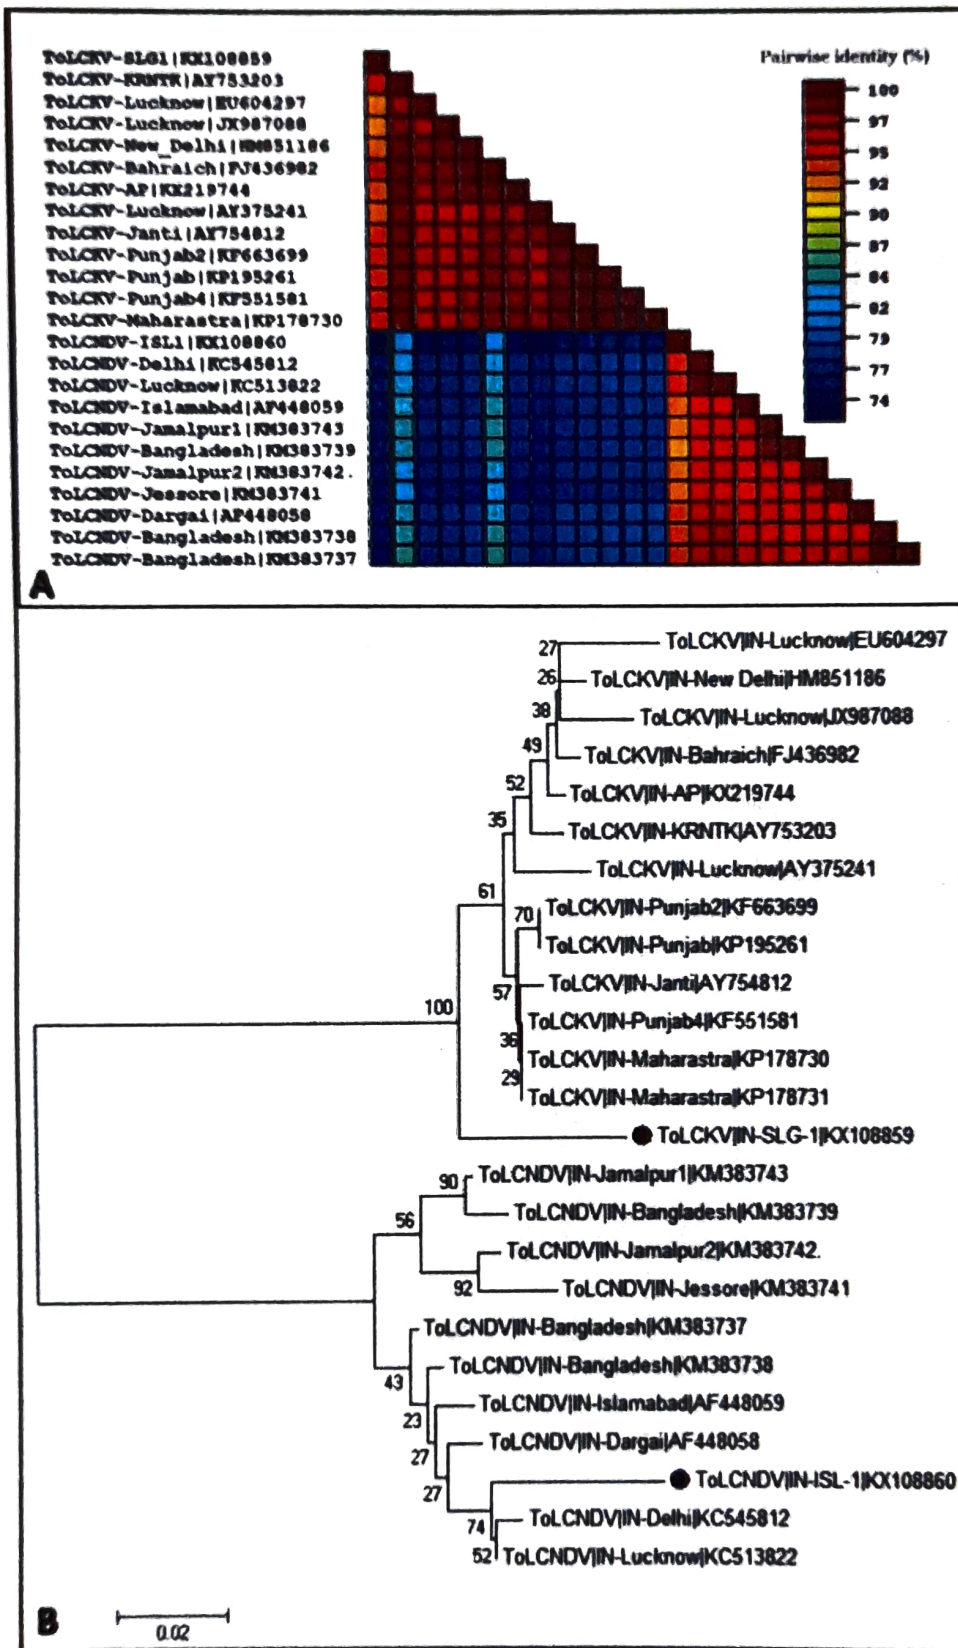 Pairwise identity (%)
ToLCKV-SLG1|KX108859
ToLCKV-KRNTK|AY753203
ToLCKV-Lucknow|EU604297
ToLCKV-Lucknow|JX987088
ToLCKV-New_Delhi|HM851186
ToLCKV-Bahraich|FJ436982
ToLCKV-AP|KX219744
ToLCKV-Lucknow|AY375241
ToLCKV-Janti|AY754812
ToLCKV-Punjab2|KF663699
ToLCKV-Punjab|KP195261
ToLCKV-Punjab4|KF551581
ToLCKV-Maharastra|KP178730
ToLCNDV-ISL1|KX108860
ToLCNDV-Delhi|KC545812
ToLCNDV-Lucknow|KC513822
ToLCNDV-Islamabad|AF448059
ToLCNDV-Jamalpur1|KM383743
ToLCNDV-Bangladesh|KM383739
ToLCNDV-Jamalpur2|KM383742.
ToLCNDV-Jessore|KM383741
ToLCNDV-Dargai|AF448058
ToLCNDV-Bangladesh|KM383738
ToLCNDV-Bangladesh|KM383737
100
97
95
92
90
87
84
82
79
77
74
A
27
ToLCKV|IN-Lucknow|EU604297
26
ToLCKV|IN-New Delhi|HM851186
38
ToLCKV|IN-Lucknow|JX987088
49
ToLCKV|IN-Bahraich|FJ436982
52
ToLCKV|IN-AP|KX219744
35
ToLCKV|IN-KRNTK|AY753203
ToLCKV|IN-Lucknow|AY375241
61
70
ToLCKV|IN-Punjab2|KF663699
ToLCKV|IN-Punjab|KP195261
57
ToLCKV|IN-Janti|AY754812
100
ToLCKV|IN-Punjab4|KF551581
36
ToLCKV|IN-Maharastra|KP178730
29
ToLCKV|IN-Maharastra|KP178731
ToLCKV|IN-SLG-1|KX108859
90
ToLCNDV|IN-Jamalpur1|KM383743
ToLCNDV|IN-Bangladesh|KM383739
56
ToLCNDV|IN-Jamalpur2|KM383742.
92
ToLCNDV|IN-Jessore|KM383741
ToLCNDV|IN-Bangladesh|KM383737
43
ToLCNDV|IN-Bangladesh|KM383738
23
ToLCNDV|IN-Islamabad|AF448059
27
ToLCNDV|IN-Dargai|AF448058
27
ToLCNDV|IN-ISL-1|KX108860
74
ToLCNDV|IN-Delhi|KC545812
52
ToLCNDV|IN-Lucknow|KC513822
B
0.02